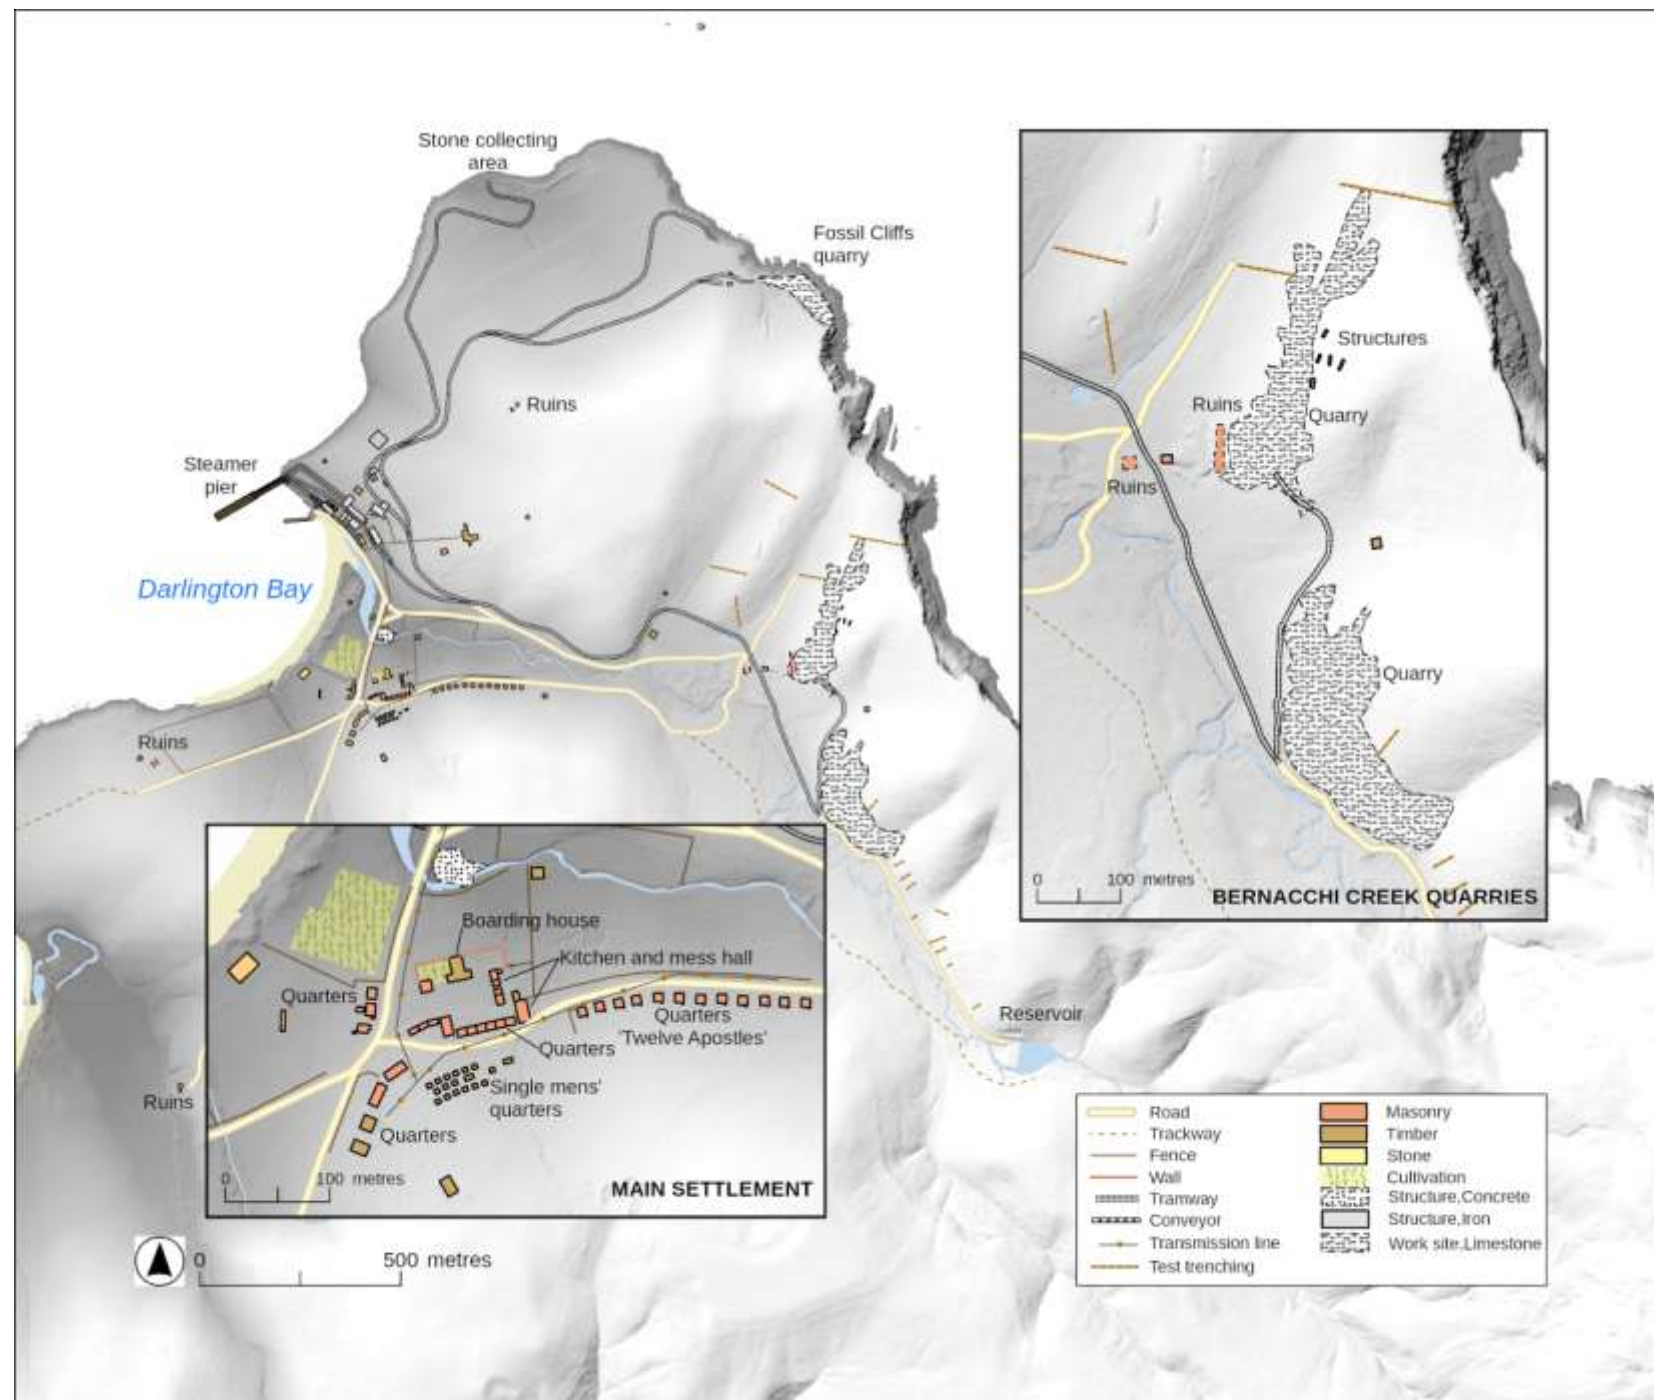 Stone collecting
area
Fossil Cliffs
quarry
Ruins
Steamer
pier
Darlington Bay
Ruins
Ruins
Reservoir
Structures
Ruins
Quarry
Ruins
Quarry
0 100 metres
BERNACCHI CREEK QUARRIES
Boarding house
Kitchen and mess hall
Quarters
Quarters
'Twelve Apostles'
Quarters
Single mens'
quarters
Quarters
0 100 metres
MAIN SETTLEMENT
0 500 metres
Road
Trackway
Fence
Wall
Tramway
Conveyor
Transmission line
Test trenching
Masonry
Timber
Stone
Cultivation
Structure,Concrete
Structure,Iron
Work site,Limestone